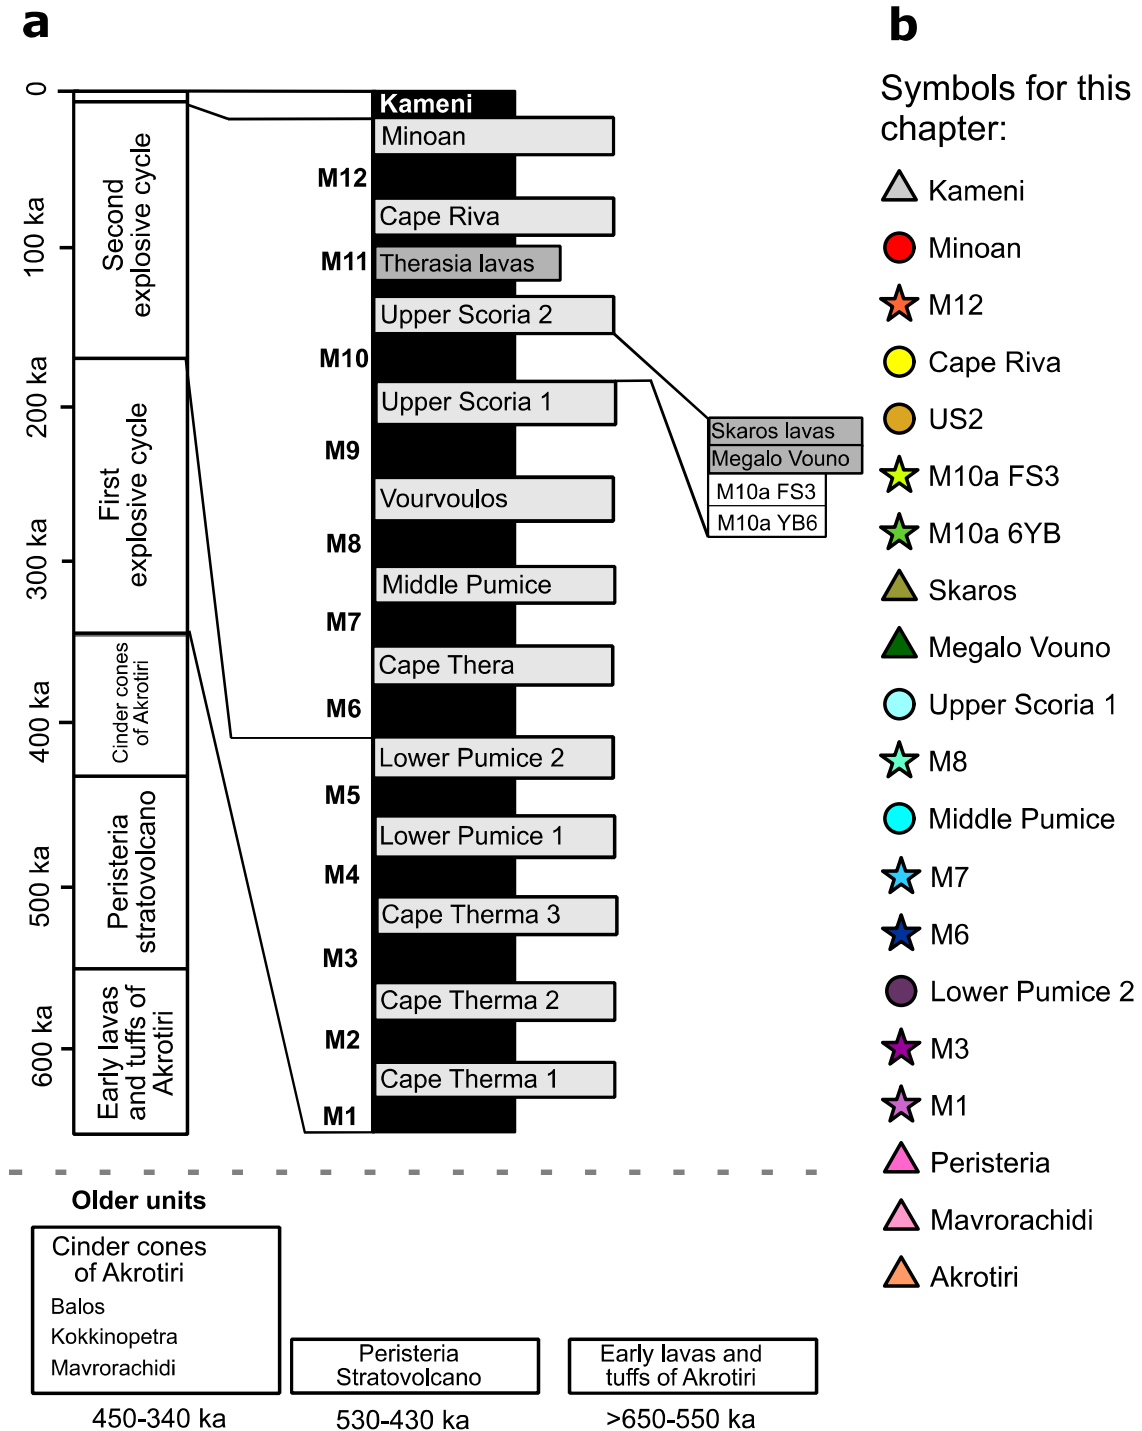 a
0
100 ka
200 ka
300 ka
400 ka
500 ka
600 ka
Second
explosive cycle
First
explosive cycle
Cinder cones
of Akrotiri
Peristeria
stratovolcano
Early lavas
and tuffs of
Akrotiri
Kameni
Minoan
M12
Cape Riva
M11
Therasia lavas
Upper Scoria 2
M10
Upper Scoria 1
M9
Vourvoulos
M8
Middle Pumice
M7
Cape Thera
M6
Lower Pumice 2
M5
Lower Pumice 1
M4
Cape Therma 3
M3
Cape Therma 2
M2
Cape Therma 1
M1
Skaros lavas
Megalo Vouno
M10a FS3
M10a YB6
Older units
Cinder cones
of Akrotiri
Balos
Kokkinopetra
Mavrorachidi
450-340 ka
Peristeria
Stratovolcano
530-430 ka
Early lavas and
tuffs of Akrotiri
>650-550 ka
b
Symbols for this
chapter:
Kameni
Minoan
M12
Cape Riva
US2
M10a FS3
M10a 6YB
Skaros
Megalo Vouno
Upper Scoria 1
M8
Middle Pumice
M7
M6
Lower Pumice 2
M3
M1
Peristeria
Mavrorachidi
Akrotiri